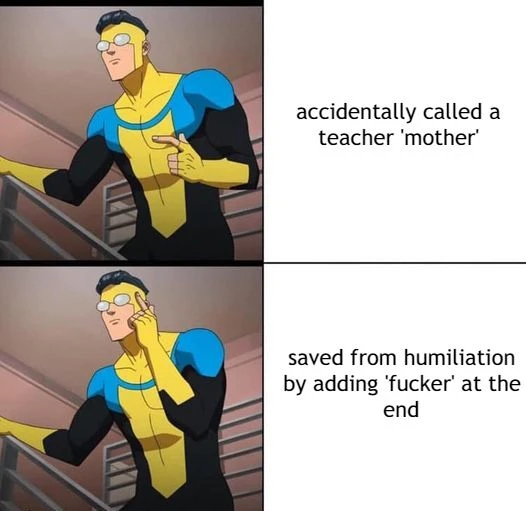 accidentally called a
teacher 'mother'
saved from humiliation
by adding 'fucker' at the
end